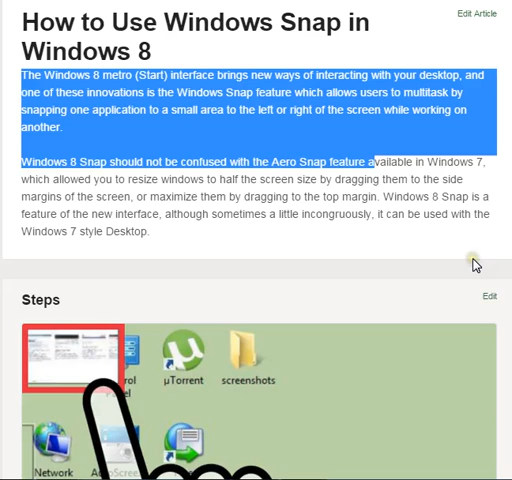 How to Use Windows Snap in
Edit Article
Windows 8
The Windows 8 metro (Start) interface brings new ways of interacting with your desktop, and
one of these innovations is the Windows Snap feature which allows users to multitask by
snapping one application to a small area to the left or right of the screen while working on
another.
Windows 8 Snap should not be confused with the Aero Snap feature available in Windows 7,
which allowed you to resize windows to half the screen size by dragging them to the side
margins of the screen, or maximize them by dragging to the top margin. Windows 8 Snap is a
feature of the new interface, although sometimes a little incongruously, it can be used with the
Windows 7 style Desktop.
Steps
Edit
µTorrent
screenshots
Network